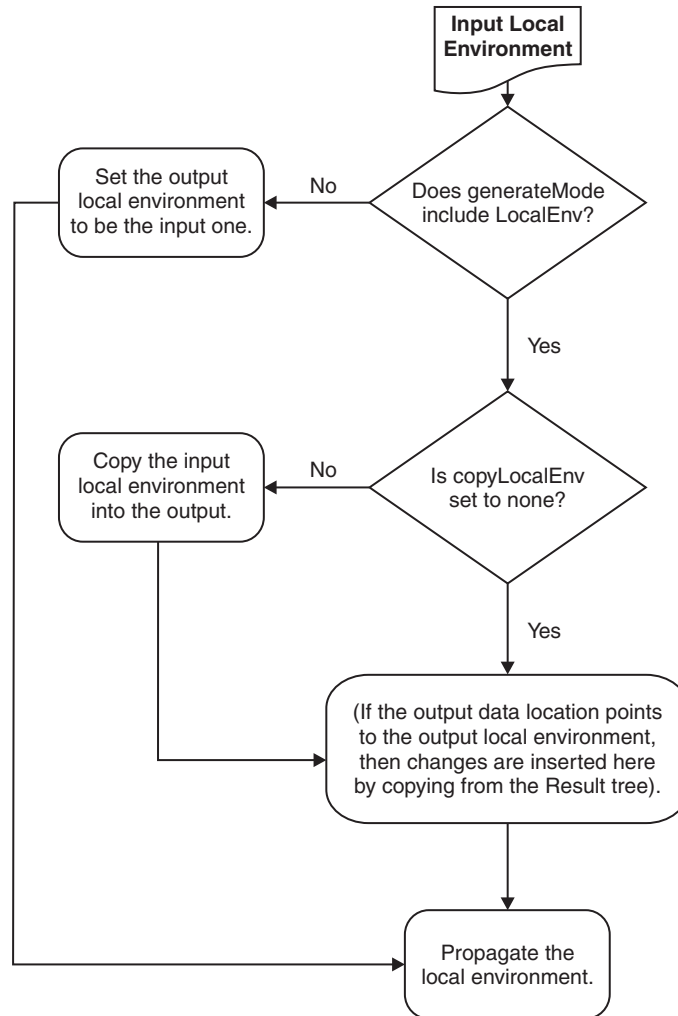 Input Local
Environment
Does generateMode
include LocalEnv?
No
Set the output
local environment
to be the input one.
Yes
Is copyLocalEnv
set to none?
No
Copy the input
local environment
into the output.
Yes
(If the output data location points
to the output local environment,
then changes are inserted here
by copying from the Result tree).
Propagate the
local environment.